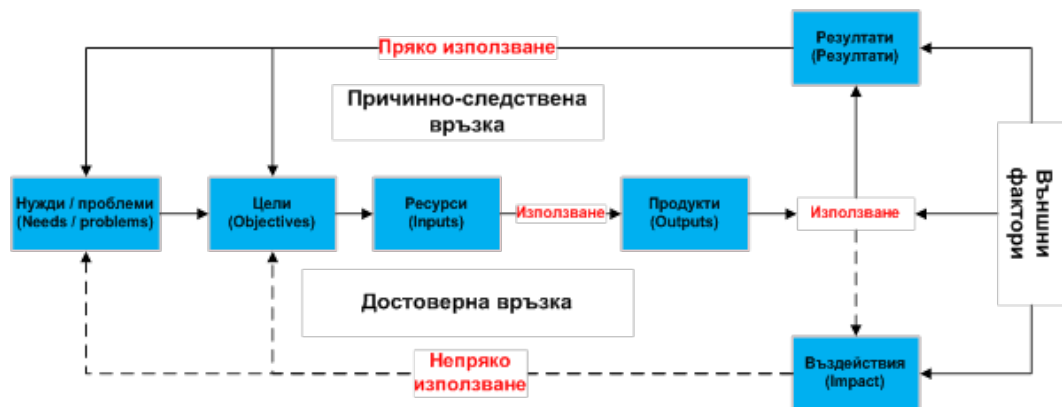 Резултати
(Резултати)
Пряко използване
Причинно-следствена
връзка
Нужди / проблеми
(Needs / problems)
Цели
(Objectives)
Ресурси
(Inputs)
Използване
Продукти
(Outputs)
Използване
Външни
фактори
Достоверна връзка
Непряко
използване
Въздействия
(Impact)